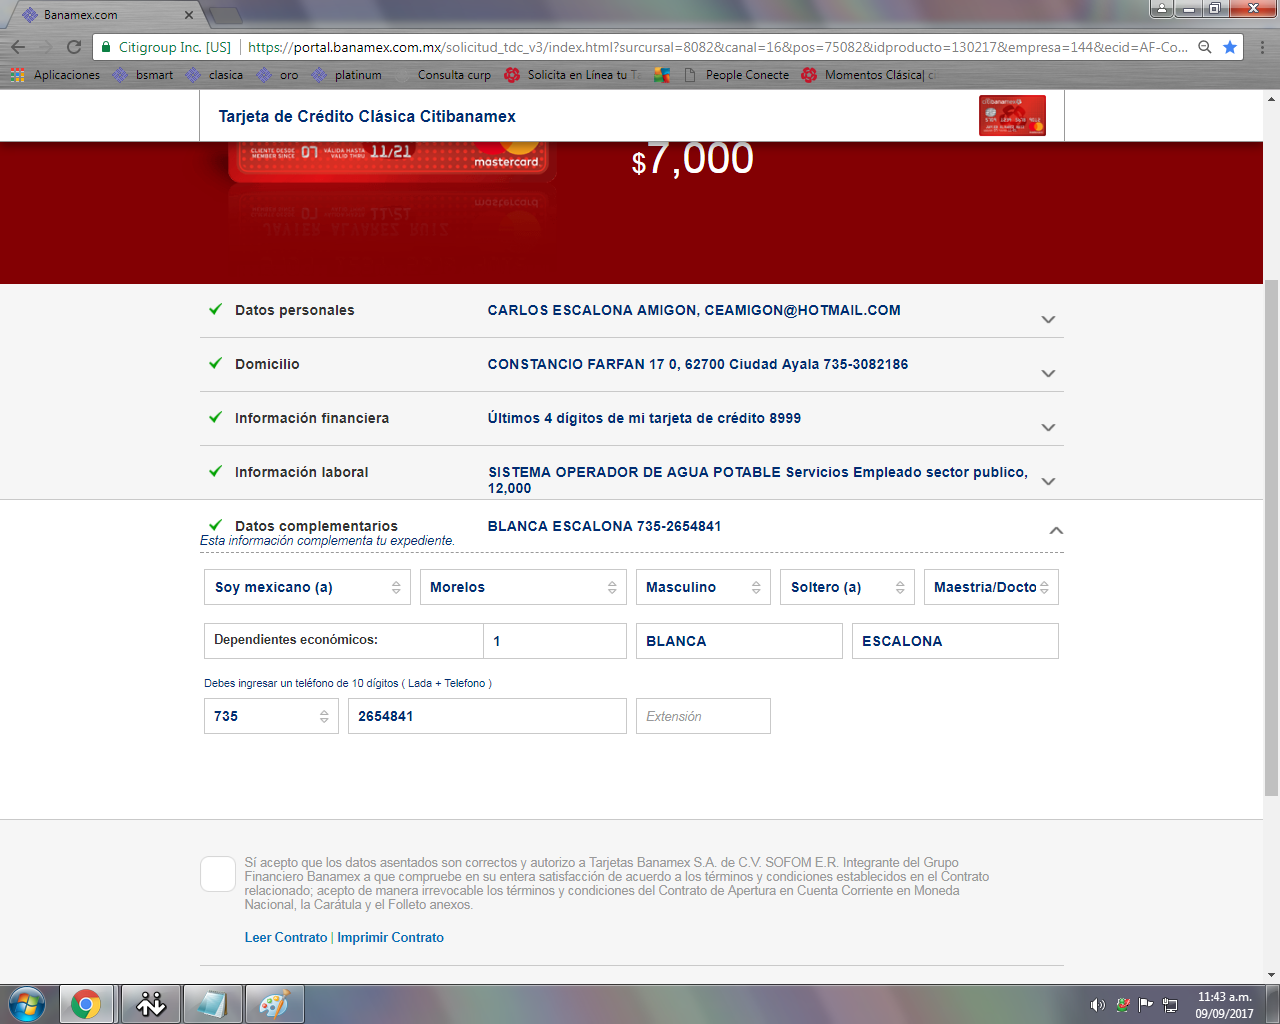 Banamex.com
Citigroup Inc. [US]
https://portal.banamex.com.mx/solicitud_tdc_v3/index.html?surcursal=8082&canal=16&pos=75082&idproducto=130217&empresa=144&ecid=AF-Co...
Aplicaciones bsmart clasica oro platinum Consulta curp Solicita en Línea tu Ta People Conecte Momentos Clásica| c
Tarjeta de Crédito Clásica Citibanamex
CLIENTE DESDE MEMBER SINCE 07 VÁLIDA HASTA VALID THRU 11/21
mastercard
$7,000
Datos personales CARLOS ESCALONA AMIGON, CEAMIGON@HOTMAIL.COM
Domicilio CONSTANCIO FARFAN 17 0, 62700 Ciudad Ayala 735-3082186
Información financiera Últimos 4 dígitos de mi tarjeta de crédito 8999
Información laboral SISTEMA OPERADOR DE AGUA POTABLE Servicios Empleado sector publico,
12,000
Datos complementarios BLANCA ESCALONA 735-2654841
Esta información complementa tu expediente.
Soy mexicano (a) Morelos Masculino Soltero (a) Maestria/Docto
Dependientes económicos: 1 BLANCA ESCALONA
Debes ingresar un teléfono de 10 dígitos ( Lada + Telefono )
735 2654841 Extensión
Sí acepto que los datos asentados son correctos y autorizo a Tarjetas Banamex S.A. de C.V. SOFOM E.R. Integrante del Grupo
Financiero Banamex a que compruebe en su entera satisfacción de acuerdo a los términos y condiciones establecidos en el Contrato
relacionado; acepto de manera irrevocable los términos y condiciones del Contrato de Apertura en Cuenta Corriente en Moneda
Nacional, la Carátula y el Folleto anexos.
Leer Contrato | Imprimir Contrato
11:43 a.m.
09/09/2017